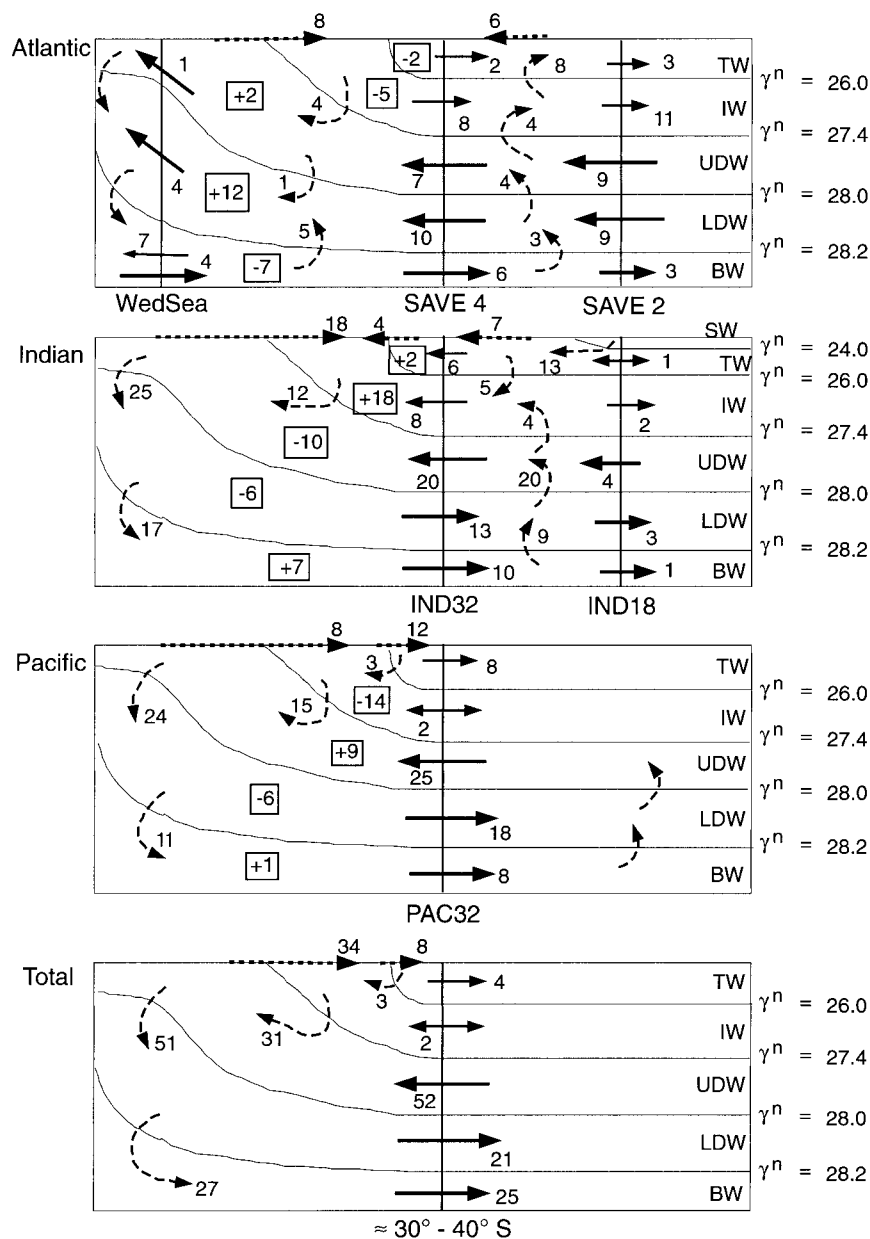 8 6
Atlantic
1 -2 2 8 3 TW
γⁿ = 26.0
+2 -5 4 8 4 11 IW
γⁿ = 27.4
4 +12 1 7 4 9 UDW
γⁿ = 28.0
7 5 10 3 9 LDW
γⁿ = 28.2
4 -7 6 3 BW
WedSea SAVE 4 SAVE 2
18 4 7 SW
γⁿ = 24.0
Indian
+2 6 13 1 TW
γⁿ = 26.0
25 12 +18 8 5 4 2 IW
γⁿ = 27.4
-10 20 20 4 UDW
γⁿ = 28.0
-6 13 9 3 LDW
γⁿ = 28.2
17 +7 10 1 BW
IND32 IND18
8 12
Pacific
3 8 TW
γⁿ = 26.0
24 15 -14 2 IW
γⁿ = 27.4
+9 25 UDW
γⁿ = 28.0
-6 18 LDW
γⁿ = 28.2
11 +1 8 BW
PAC32
34 8
Total
3 4 TW
γⁿ = 26.0
51 31 2 IW
γⁿ = 27.4
52 UDW
γⁿ = 28.0
21 LDW
γⁿ = 28.2
27 25 BW
≈ 30° - 40° S